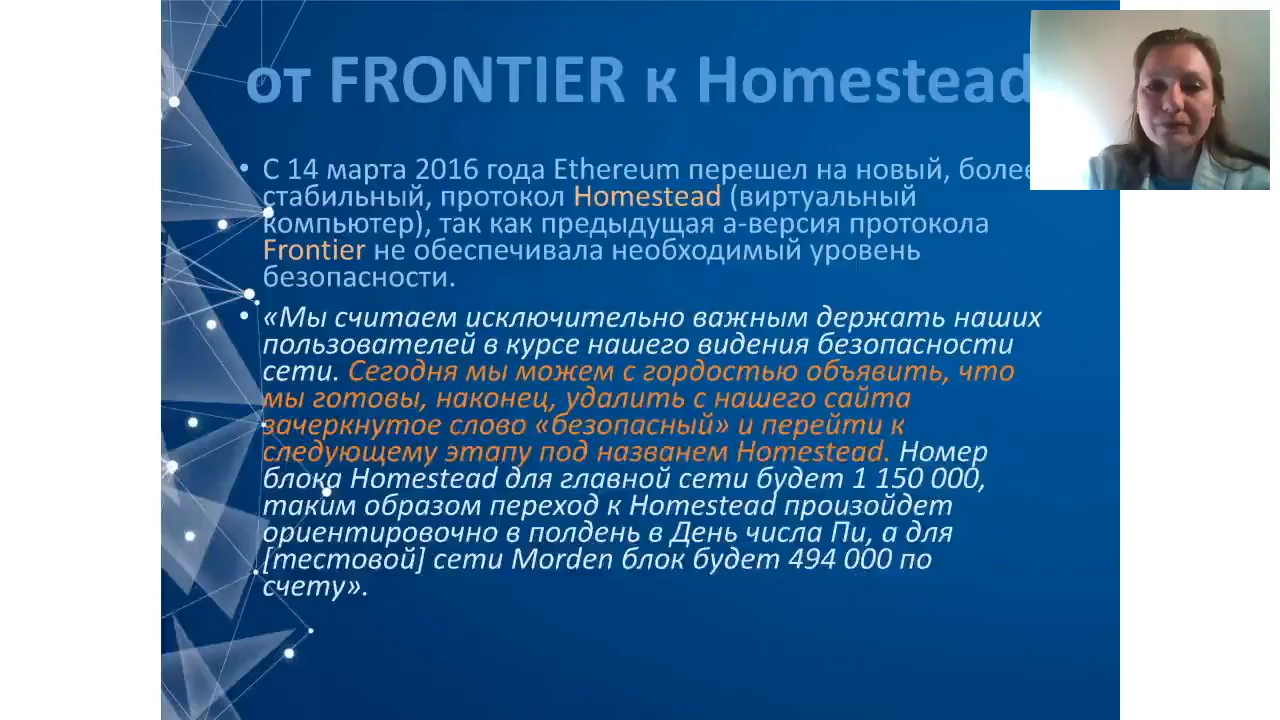 от FRONTIER к Homestead
• С 14 марта 2016 года Ethereum перешел на новый, более
стабильный, протокол Homestead (виртуальный
компьютер), так как предыдущая а-версия протокола
Frontier не обеспечивала необходимый уровень
безопасности.
• «Мы считаем исключительно важным держать наших
пользователей в курсе нашего видения безопасности
сети. Сегодня мы можем с гордостью объявить, что
мы готовы, наконец, удалить с нашего сайта
зачеркнутое слово «безопасный» и перейти к
следующему этапу под названем Homestead. Номер
блока Homestead для главной сети будет 1 150 000,
таким образом переход к Homestead произойдет
ориентировочно в полдень в День числа Пи, а для
[тестовой] сети Morden блок будет 494 000 по
счету».